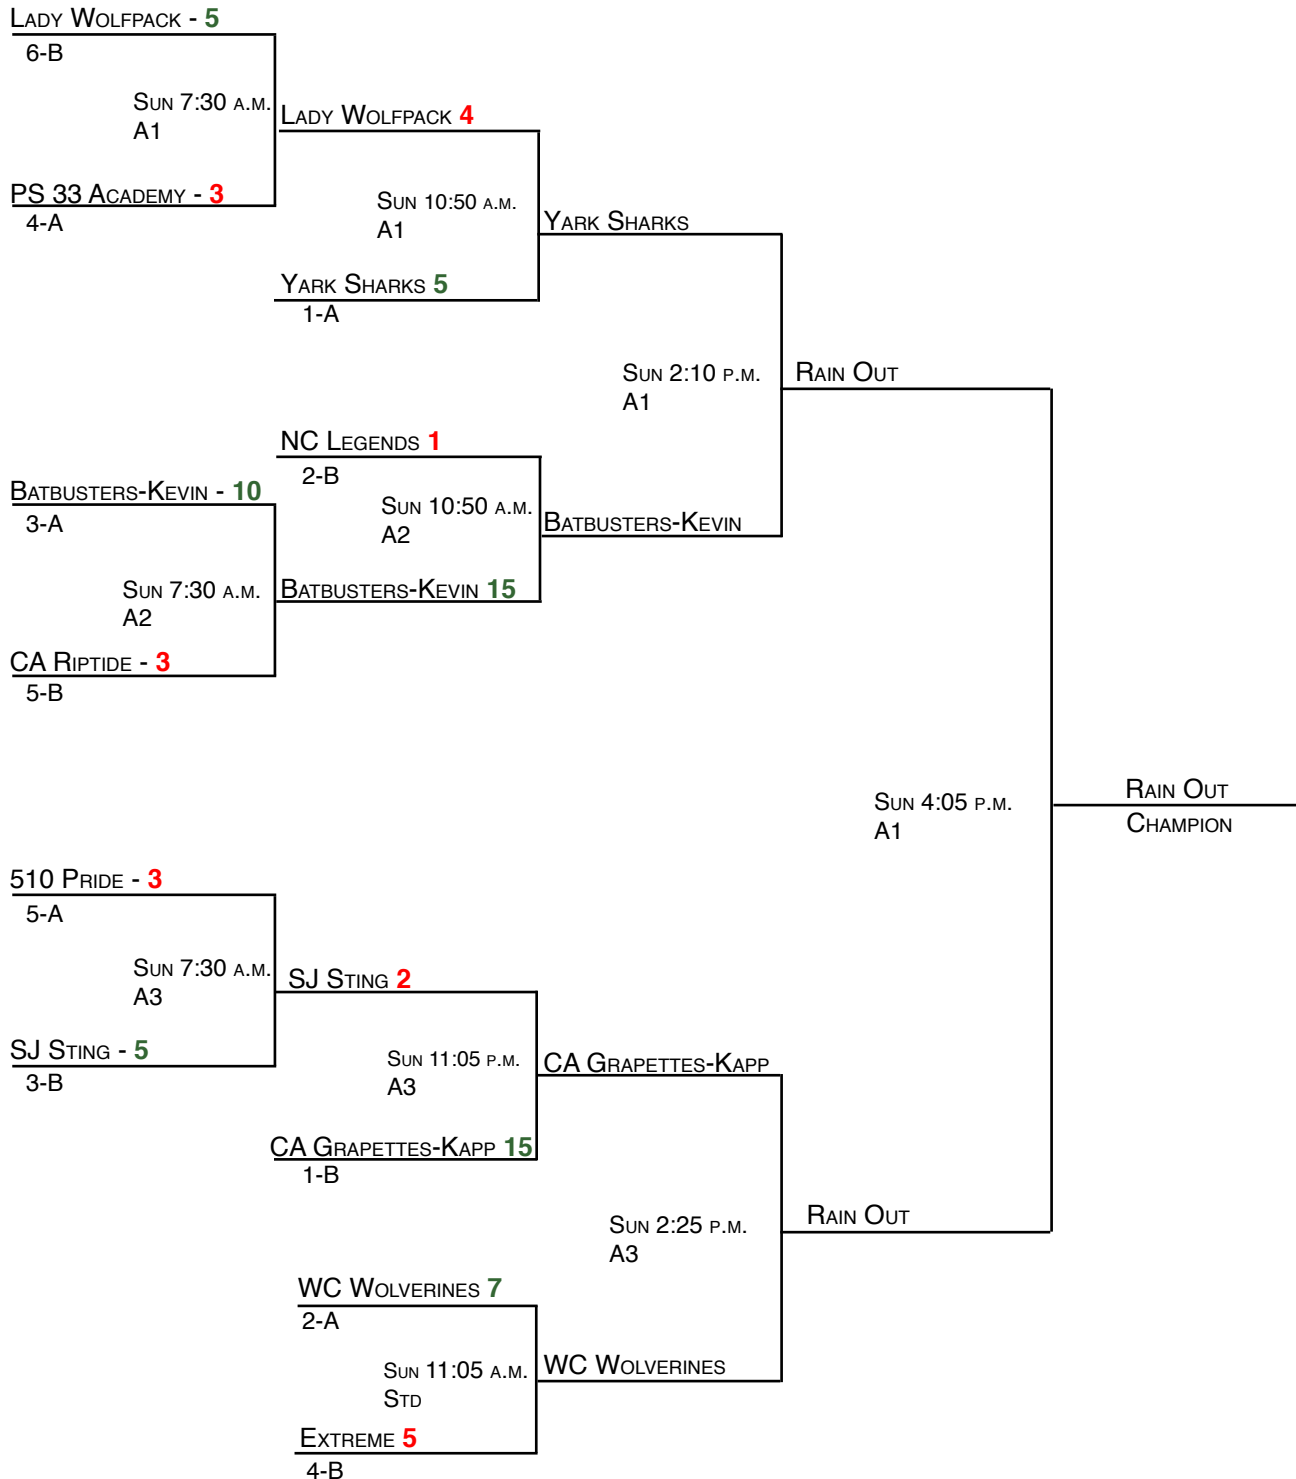 Lady Wolfpack - 5
6-B
Sun 7:30 a.m.
A1
PS 33 Academy - 3
4-A
Lady Wolfpack 4
Sun 10:50 a.m.
A1
Yark Sharks 5
1-A
Yark Sharks
Sun 2:10 p.m.
A1
Rain Out
NC Legends 1
2-B
Batbusters-Kevin - 10
3-A
Sun 10:50 a.m.
A2
Batbusters-Kevin
Sun 7:30 a.m.
A2
Batbusters-Kevin 15
CA Riptide - 3
5-B
Sun 4:05 p.m.
A1
Rain Out
Champion
510 Pride - 3
5-A
Sun 7:30 a.m.
A3
SJ Sting 2
SJ Sting - 5
3-B
Sun 11:05 p.m.
A3
CA Grapettes-Kapp
CA Grapettes-Kapp 15
1-B
Sun 2:25 p.m.
A3
Rain Out
WC Wolverines 7
2-A
Sun 11:05 a.m.
Std
WC Wolverines
Extreme 5
4-B